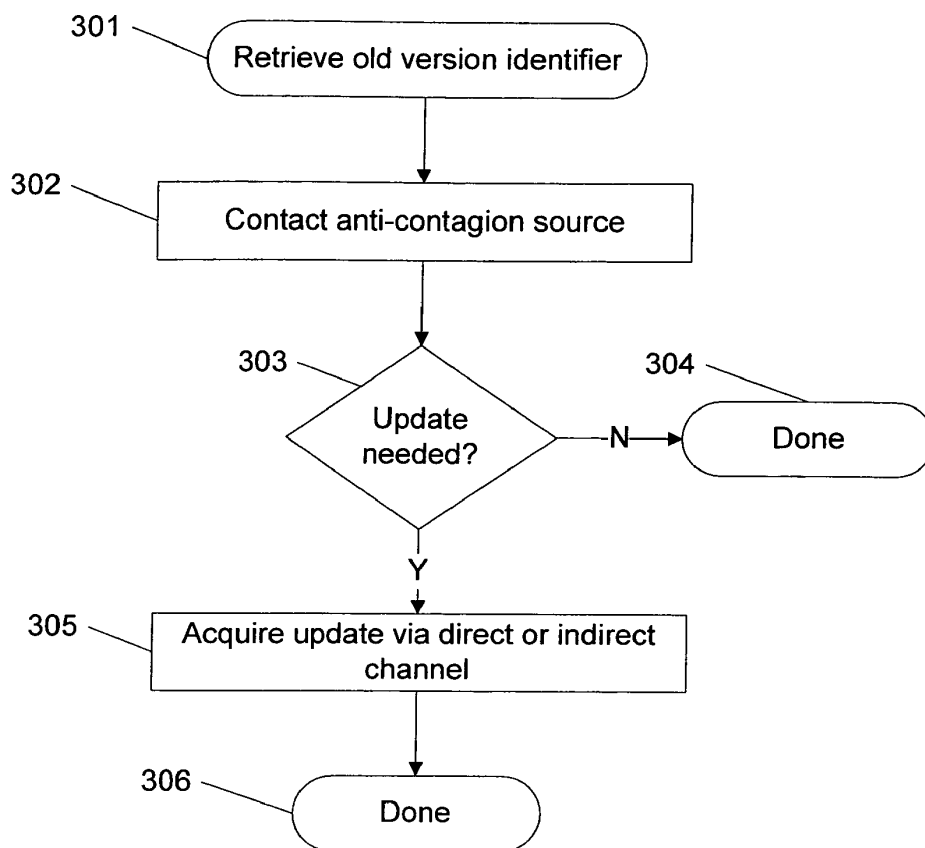 301
Retrieve old version identifier
302
Contact anti-contagion source
303
304
Update
needed?
N
Done
Y
305
Acquire update via direct or indirect
channel
306
Done